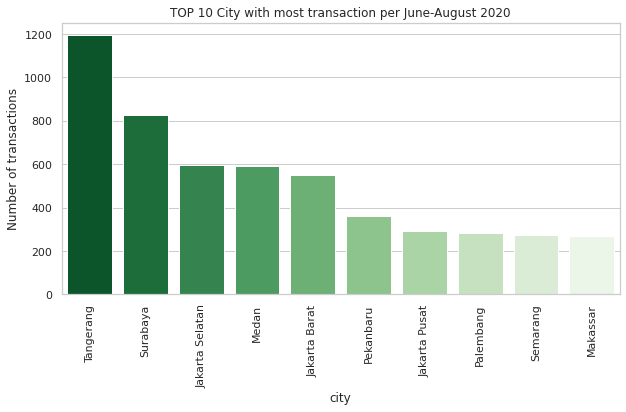 TOP 10 City with most transaction per June-August 2020
Number of transactions
1200
1000
800
600
400
200
0
Tangerang
Surabaya
Jakarta Selatan
Medan
Jakarta Barat
Pekanbaru
Jakarta Pusat
Palembang
Semarang
Makassar
city